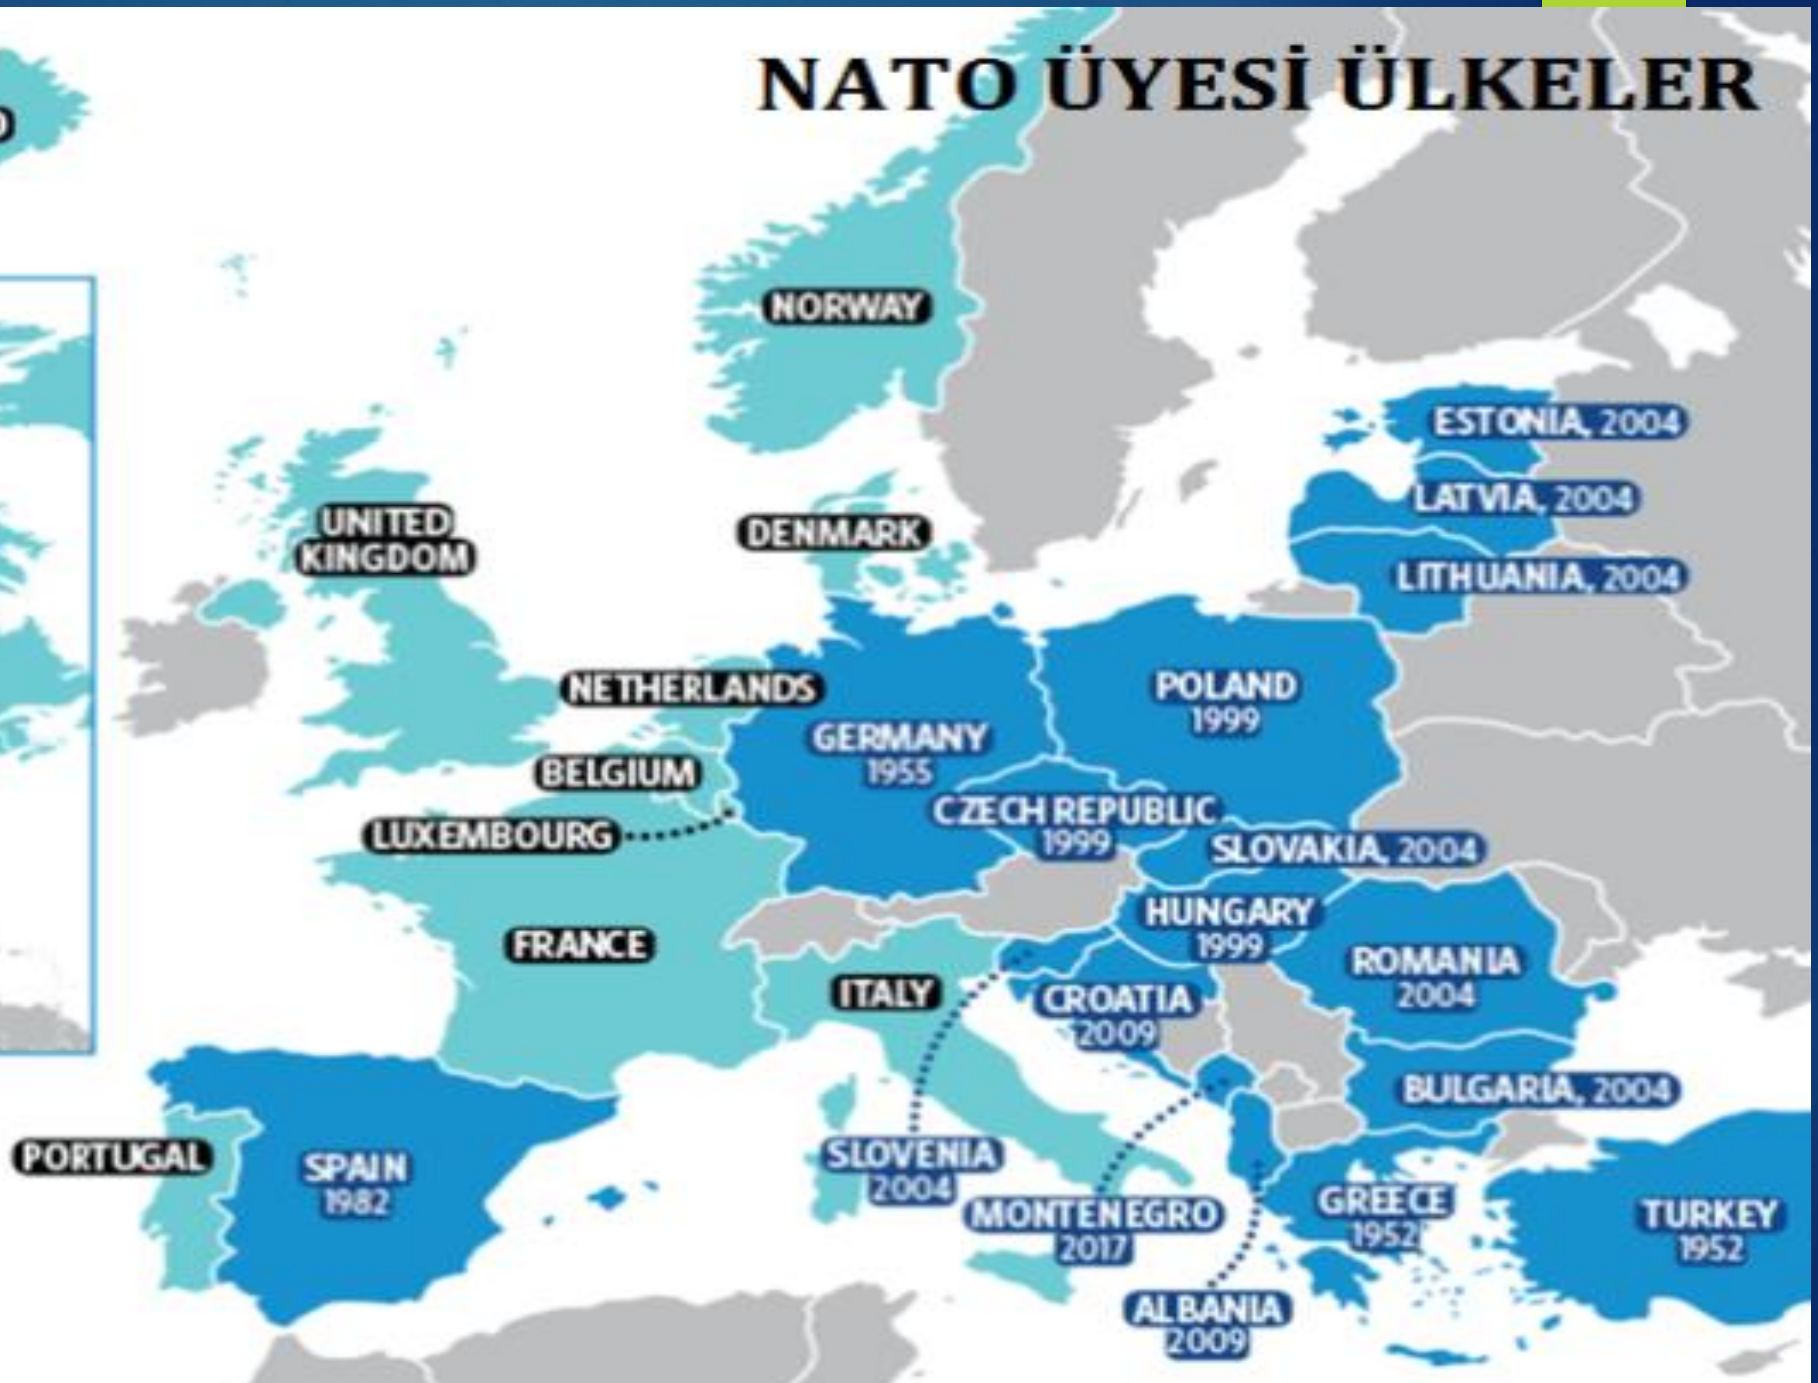 NATO ÜYESİ ÜLKELER
NORWAY
ESTONIA, 2004
LATVIA, 2004
UNITED
KINGDOM
DENMARK
LITHUANIA, 2004
NETHERLANDS
POLAND
1999
GERMANY
1955
BELGIUM
CZECH REPUBLIC
1999
LUXEMBOURG
SLOVAKIA, 2004
HUNGARY
1999
FRANCE
ROMANIA
2004
ITALY
CROATIA
2009
BULGARIA, 2004
PORTUGAL
SPAIN
1982
SLOVENIA
2004
MONTENEGRO
2017
GREECE
1952
TURKEY
1952
ALBANIA
2009